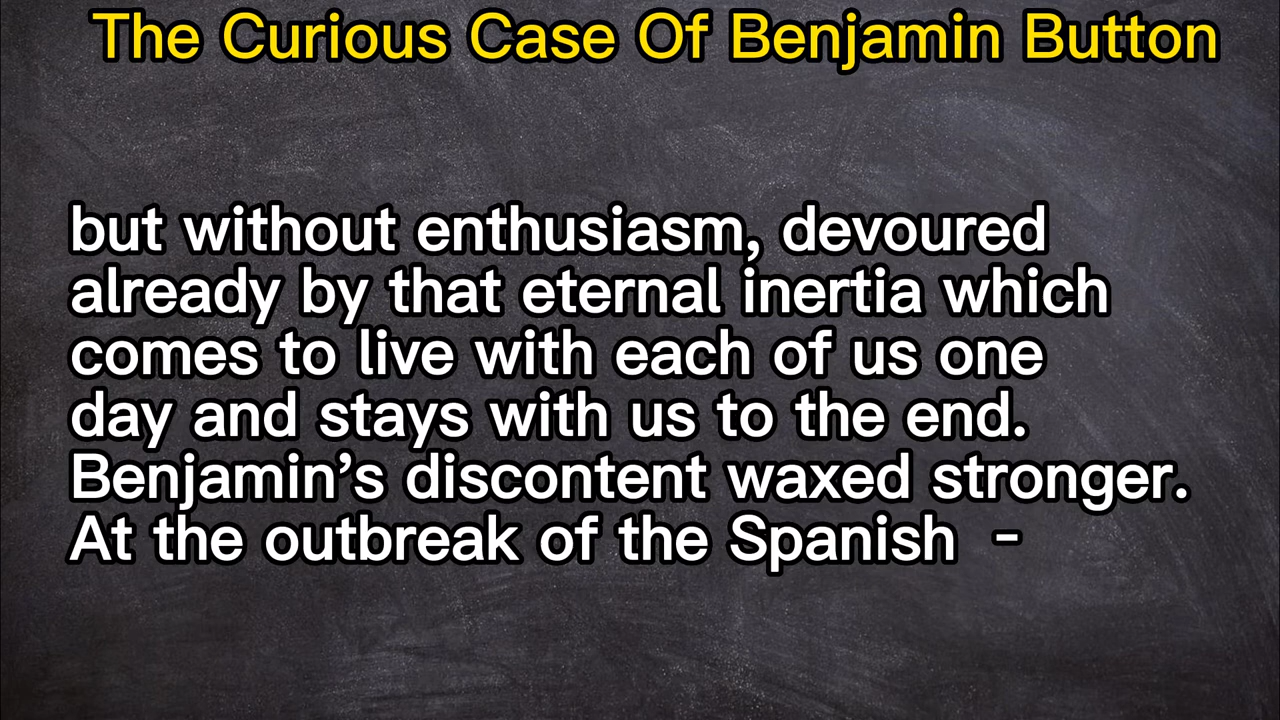 The Curious Case Of Benjamin Button
but without enthusiasm, devoured
already by that eternal inertia which
comes to live with each of us one
day and stays with us to the end.
Benjamin’s discontent waxed stronger.
At the outbreak of the Spanish -